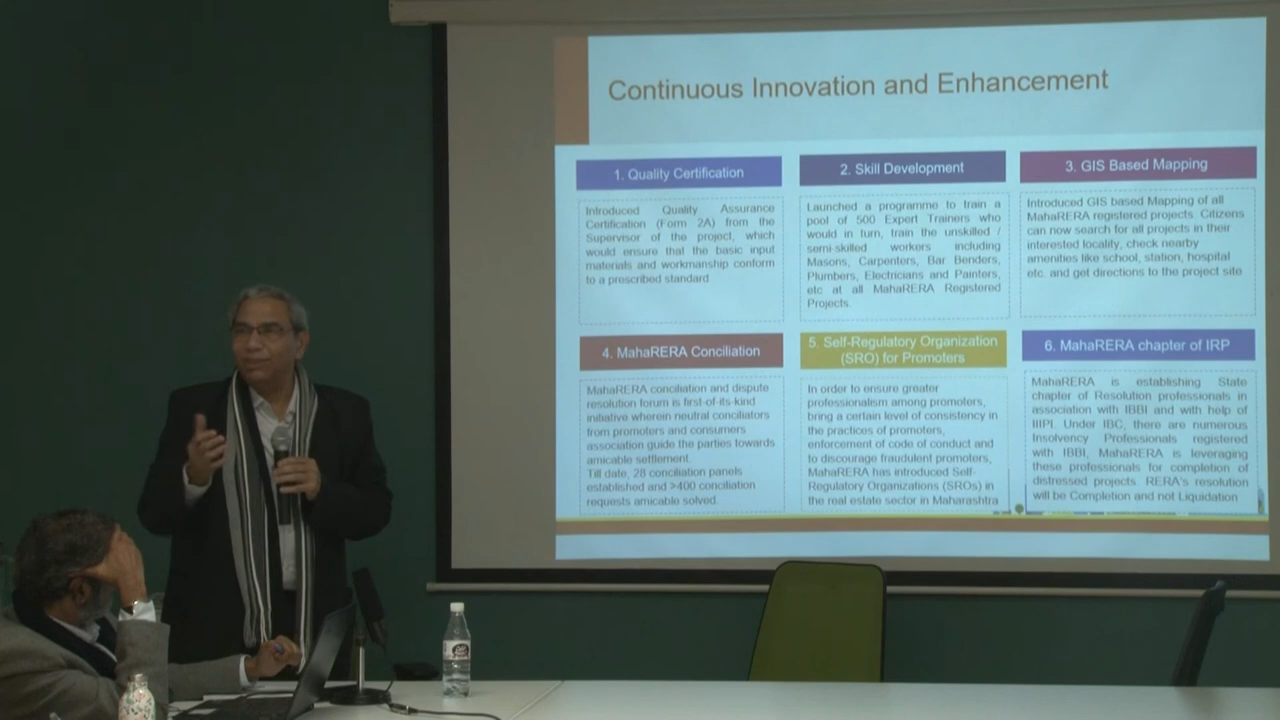 Continuous Innovation and Enhancement
1. Quality Certification
Introduced Quality Assurance
Certification (Form 2A) from the
Supervisor of the project, which
would ensure that the basic input
materials and workmanship conform
to a prescribed standard
2. Skill Development
Launched a programme to train a
pool of 500 Expert Trainers who
would in turn, train the unskilled /
semi-skilled workers including
Masons, Carpenters, Bar Benders,
Plumbers, Electricians and Painters,
etc at all MahaRERA Registered
Projects.
3. GIS Based Mapping
Introduced GIS based Mapping of all
MahaRERA registered projects. Citizens
can now search for all projects in their
interested locality, check nearby
amenities like school, station, hospital
etc. and get directions to the project site
4. MahaRERA Conciliation
MahaRERA conciliation and dispute
resolution forum is first-of-its-kind
initiative wherein neutral conciliators
from promoters and consumers
association guide the parties towards
amicable settlement.
Till date, 28 conciliation panels
established and >400 conciliation
requests amicable solved.
5. Self-Regulatory Organization
(SRO) for Promoters
In order to ensure greater
professionalism among promoters,
bring a certain level of consistency in
the practices of promoters,
enforcement of code of conduct and
to discourage fraudulent promoters,
MahaRERA has introduced Self-
Regulatory Organizations (SROs) in
the real estate sector in Maharashtra
6. MahaRERA chapter of IRP
MahaRERA is establishing State
chapter of Resolution professionals in
association with IBBI and with help of
IIIPI. Under IBC, there are numerous
Insolvency Professionals registered
with IBBI, MahaRERA is leveraging
these professionals for completion of
distressed projects. RERA's resolution
will be Completion and not Liquidation